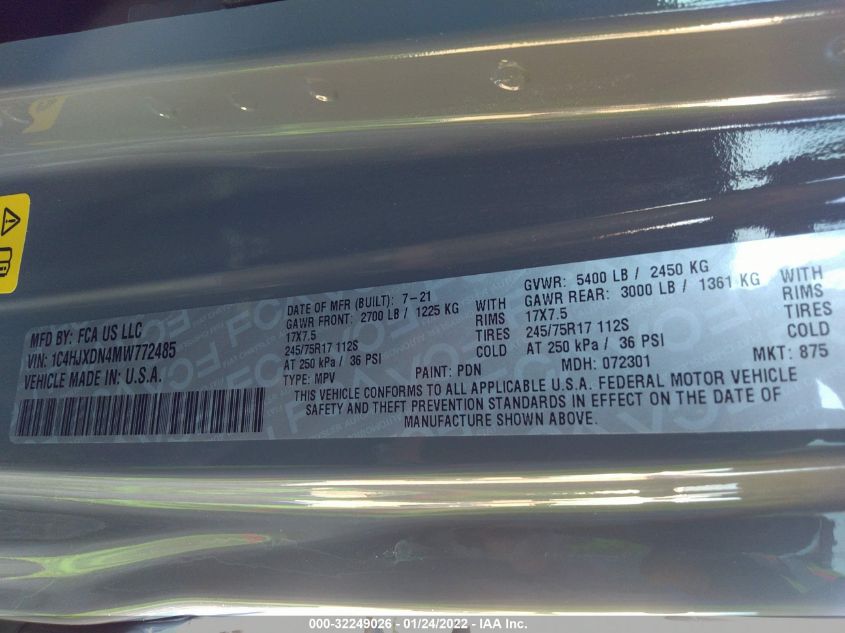 MFD BY: FCA US LLC
VIN: 1C4HJXDN4MW772485
VEHICLE MADE IN: U.S.A.
DATE OF MFR (BUILT): 7-21
GAWR FRONT: 2700 LB / 1225 KG WITH
17X7.5 RIMS
245/75R17 112S TIRES
AT 250 kPa / 36 PSI COLD
TYPE: MPV PAINT: PDN
GVWR: 5400 LB / 2450 KG
GAWR REAR: 3000 LB / 1361 KG WITH
17X7.5 RIMS
245/75R17 112S TIRES
AT 250 kPa / 36 PSI COLD
MDH: 072301 MKT: 875
THIS VEHICLE CONFORMS TO ALL APPLICABLE U.S.A. FEDERAL MOTOR VEHICLE
SAFETY AND THEFT PREVENTION STANDARDS IN EFFECT ON THE DATE OF
MANUFACTURE SHOWN ABOVE.
000-32249026 - 01/24/2022 - IAA Inc.